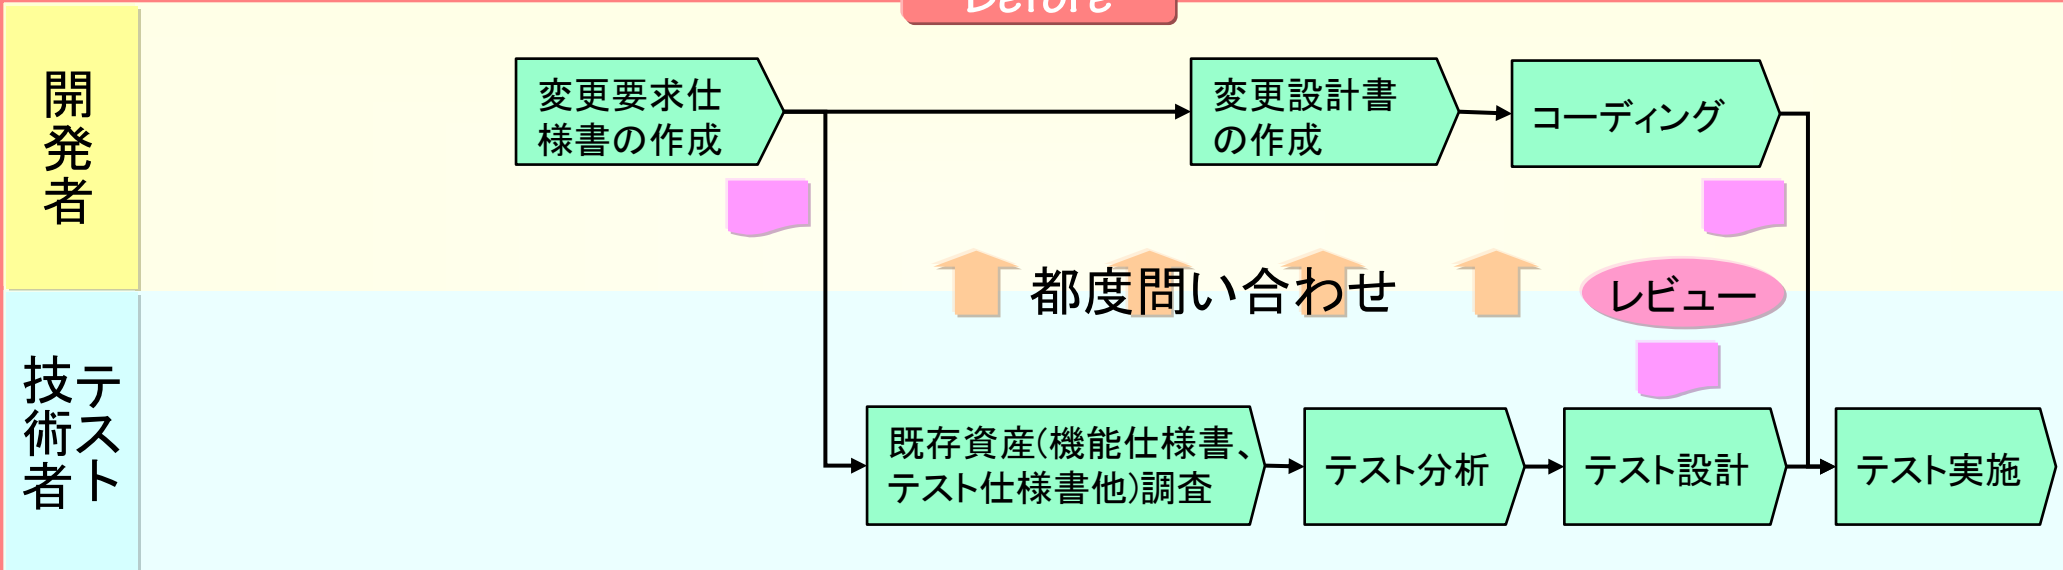 Before
開発者
変更要求仕
様書の作成
変更設計書
の作成
コーディング
都度問い合わせ
レビュー
テスト
技術者
既存資産(機能仕様書、
テスト仕様書他)調査
テスト分析
テスト設計
テスト実施